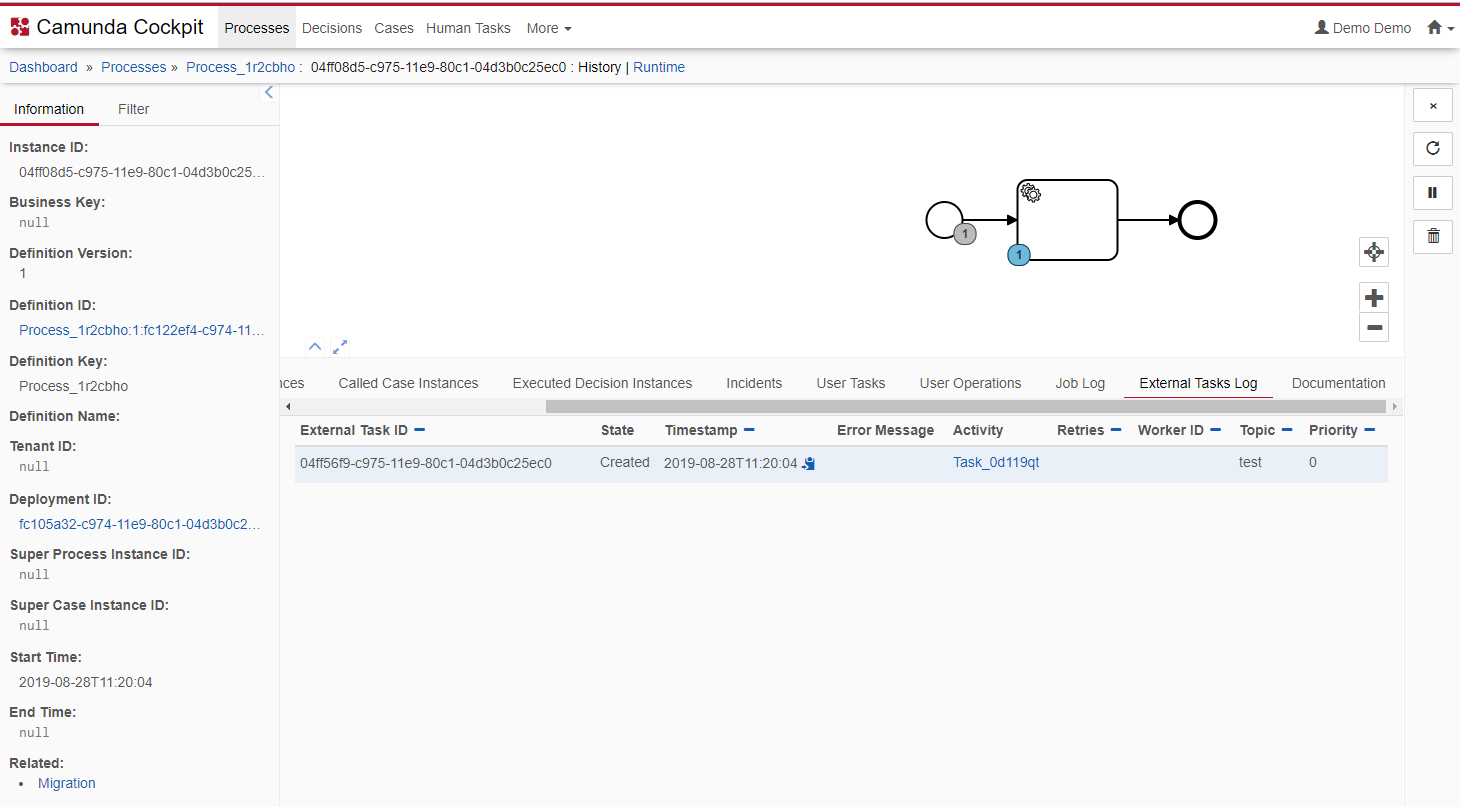 Camunda Cockpit Processes Decisions Cases Human Tasks More Demo Demo
Dashboard » Processes » Process_1r2cbho : 04ff08d5-c975-11e9-80c1-04d3b0c25ec0 : History | Runtime
Information Filter
Instance ID:
04ff08d5-c975-11e9-80c1-04d3b0c25...
Business Key:
null
Definition Version:
1
Definition ID:
Process_1r2cbho:1:fc122ef4-c974-11...
Definition Key:
Process_1r2cbho
Definition Name:
Tenant ID:
null
Deployment ID:
fc105a32-c974-11e9-80c1-04d3b0c2...
Super Process Instance ID:
null
Super Case Instance ID:
null
Start Time:
2019-08-28T11:20:04
End Time:
null
Related:
• Migration
1
1
nces Called Case Instances Executed Decision Instances Incidents User Tasks User Operations Job Log External Tasks Log Documentation
External Task ID State Timestamp Error Message Activity Retries Worker ID Topic Priority
04ff56f9-c975-11e9-80c1-04d3b0c25ec0 Created 2019-08-28T11:20:04 Task_0d119qt test 0